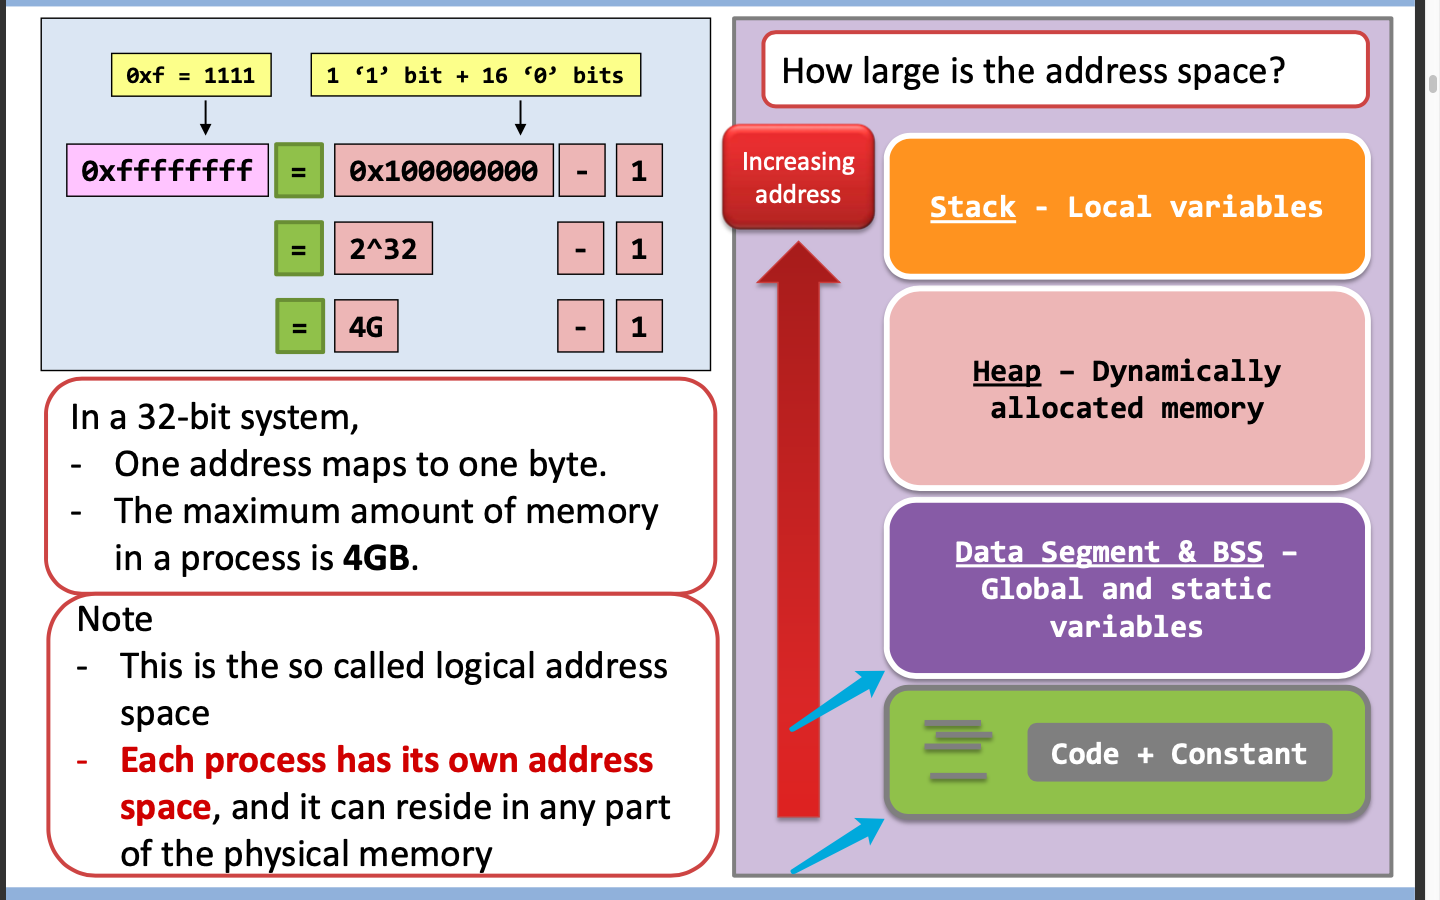 0xf = 1111
1 ‘1’ bit + 16 ‘0’ bits
0xffffffff = 0x100000000 - 1
= 2^32 - 1
= 4G - 1
In a 32-bit system,
- One address maps to one byte.
- The maximum amount of memory
in a process is 4GB.
Note
- This is the so called logical address
space
- Each process has its own address
space, and it can reside in any part
of the physical memory
How large is the address space?
Increasing
address
Stack - Local variables
Heap – Dynamically
allocated memory
Data Segment & BSS –
Global and static
variables
Code + Constant